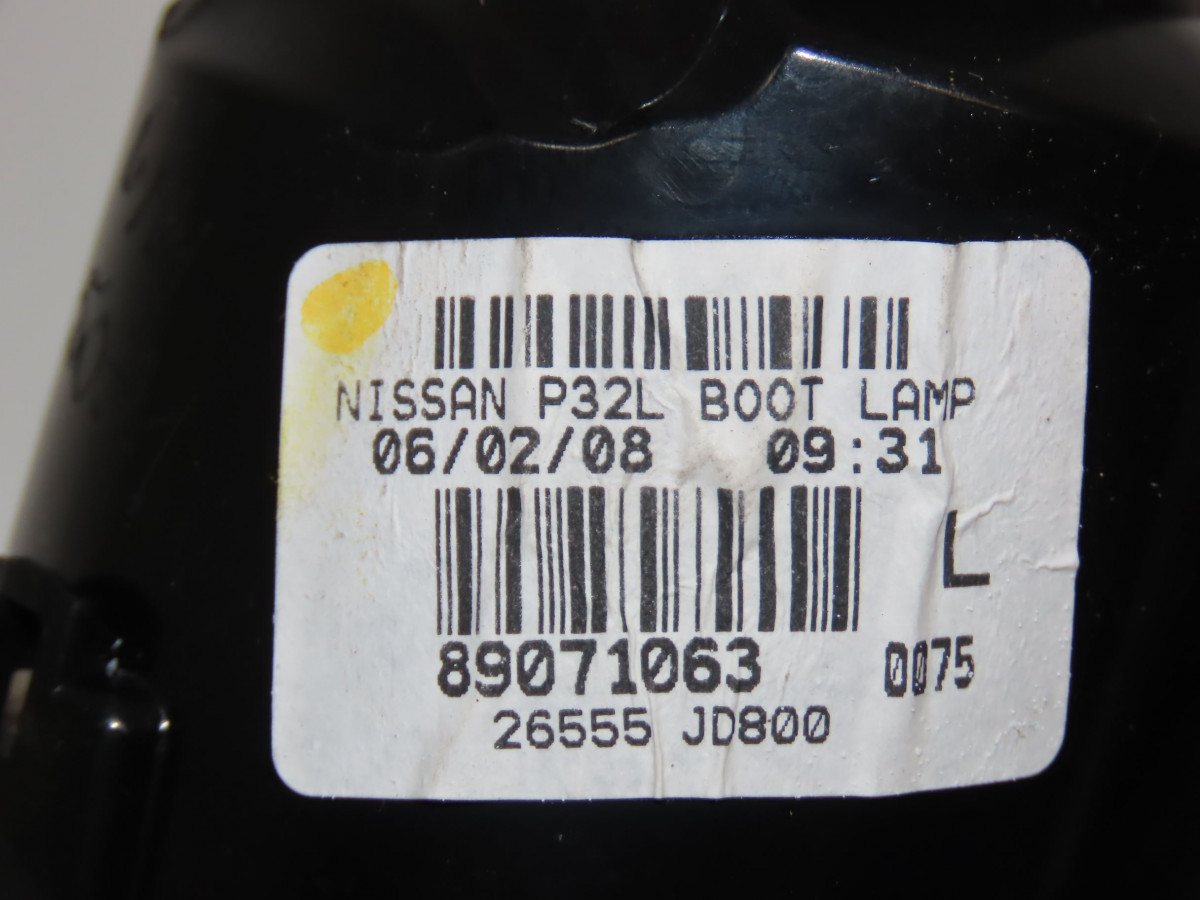 NISSAN P32L BOOT LAMP
06/02/08 09:31
L
89071063 0075
26555 JD800